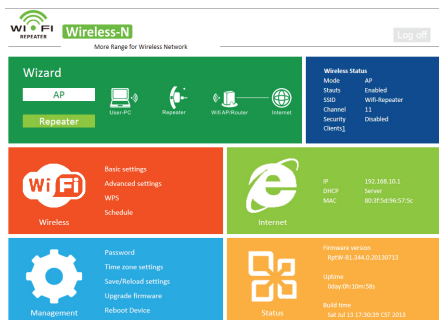 WI FI
REPEATER
Wireless-N
More Range for Wireless Network
Log off
Wizard
AP
Repeater
User-PC
Repeater
WiFiAP/Router
Internet
Wireless Status
Mode AP
Stauts Enabled
SSID Wifi-Repeater
Channel 11
Security Disabled
Clients1
Wi Fi
Wireless
Basic settings
Advanced settings
WPS
Schedule
Internet
IP 192.168.10.1
DHCP Server
MAC 80:3f:5d:96:57:5c
Management
Password
Time zone settings
Save/Reload settings
Upgrade firmware
Reboot Device
Status
Firmware version
RptW-B1.344.0.20130713
Uptime
0day:0h:10m:58s
Build time
Sat Jul 13 17:30:39 CST 2013